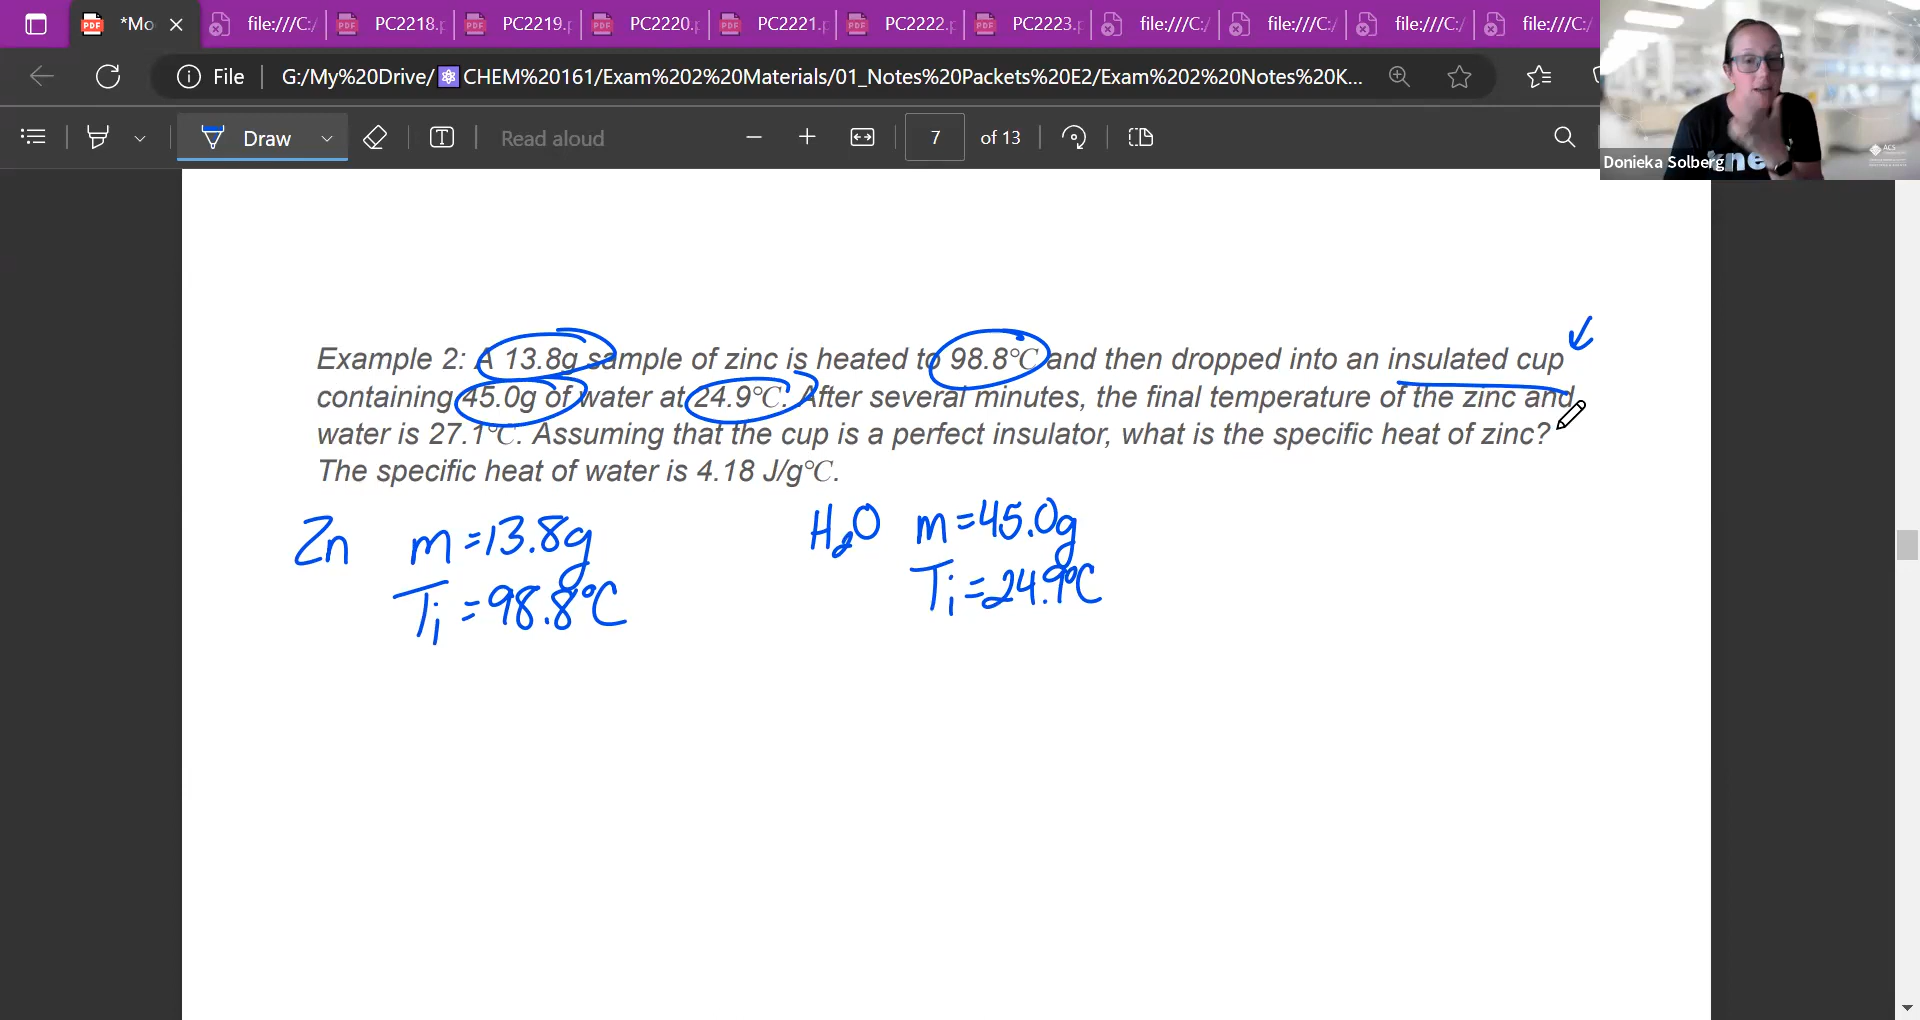 *Mo
file:///C:/
PC2218.p
PC2219.p
PC2220.p
PC2221.p
PC2222.p
PC2223.p
file:///C:/
file:///C:/
file:///C:/
file:///C:/
File
G:/My%20Drive/⚛CHEM%20161/Exam%202%20Materials/01_Notes%20Packets%20E2/Exam%202%20Notes%20K...
Draw
Read aloud
7 of 13
Donieka Solberg
ACS
Example 2: A 13.8g sample of zinc is heated to 98.8°C and then dropped into an insulated cup
containing 45.0g of water at 24.9°C. After several minutes, the final temperature of the zinc and
water is 27.1°C. Assuming that the cup is a perfect insulator, what is the specific heat of zinc?
The specific heat of water is 4.18 J/g°C.
Zn m=13.8g
Ti =98.8°C
H2O m=45.0g
Ti=24.9°C